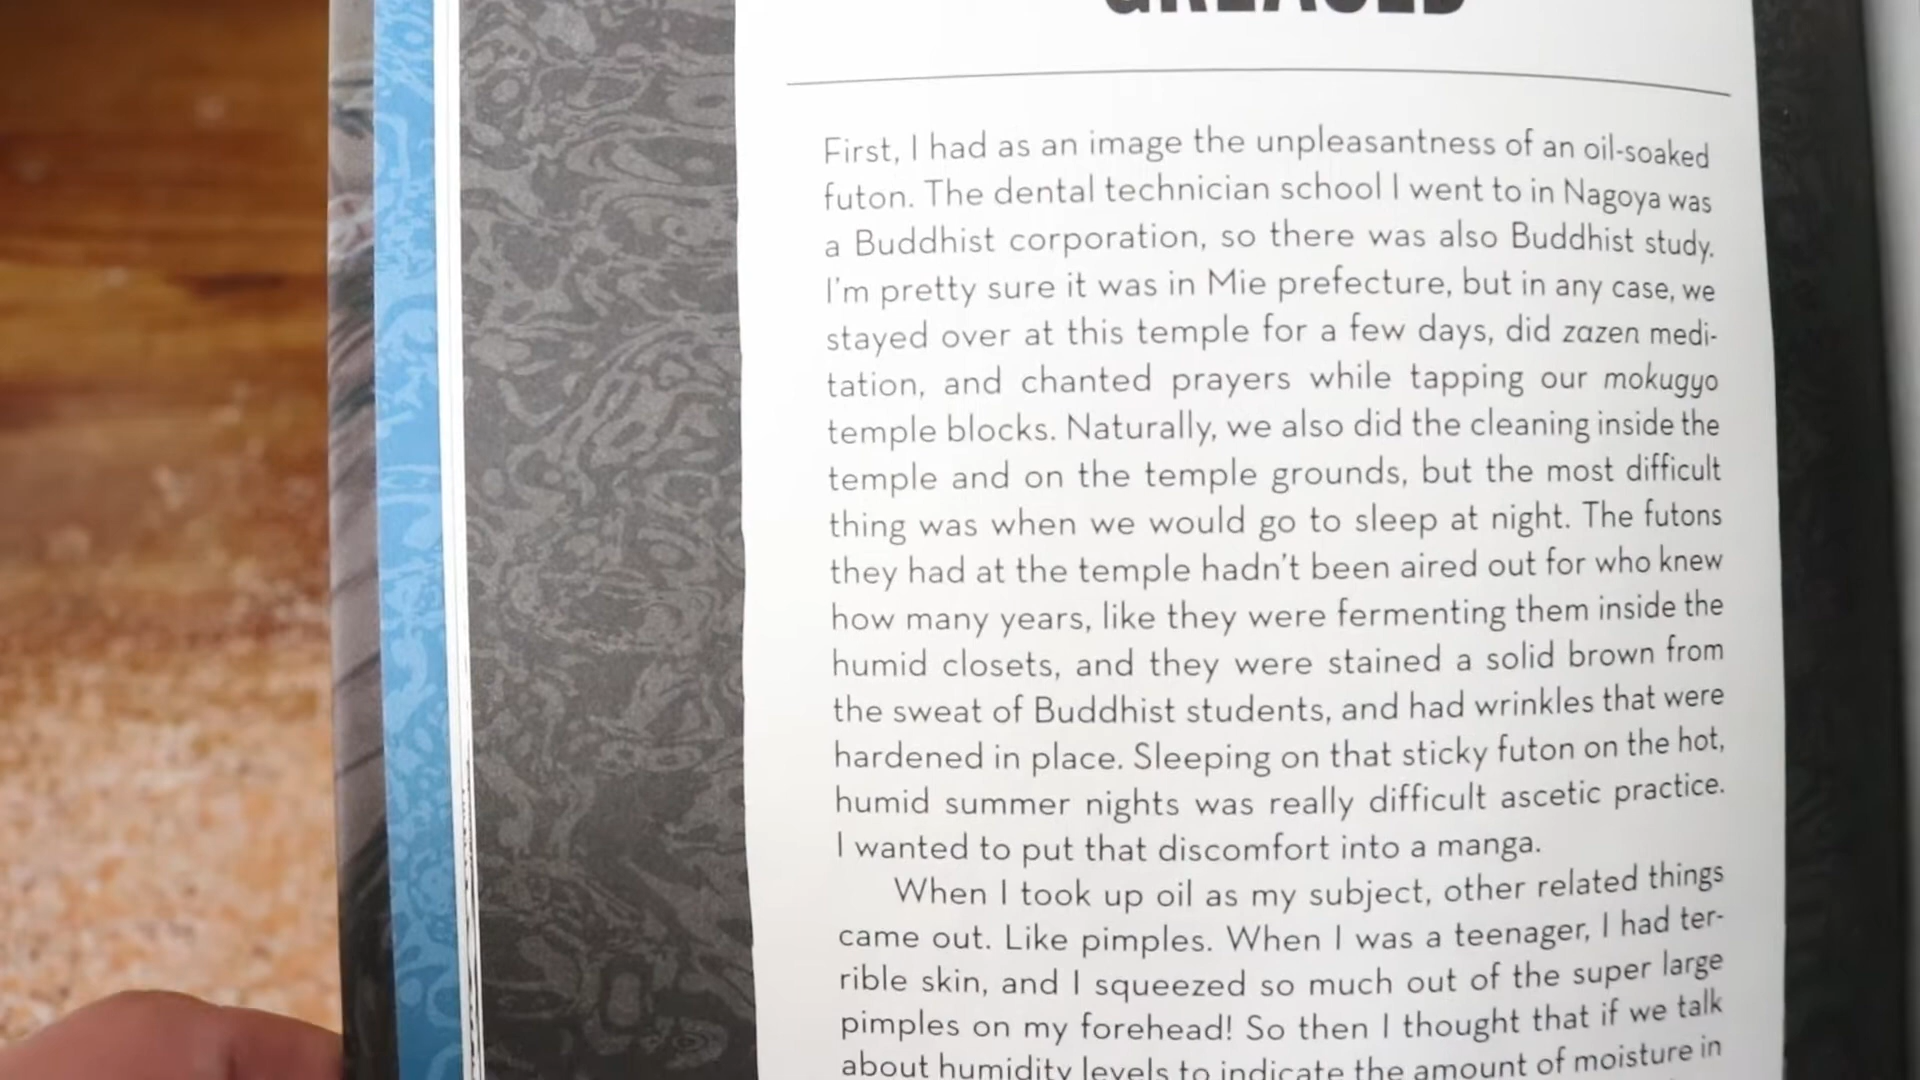 GREASED
First, I had as an image the unpleasantness of an oil-soaked
futon. The dental technician school I went to in Nagoya was
a Buddhist corporation, so there was also Buddhist study.
I'm pretty sure it was in Mie prefecture, but in any case, we
stayed over at this temple for a few days, did zazen medi-
tation, and chanted prayers while tapping our mokugyo
temple blocks. Naturally, we also did the cleaning inside the
temple and on the temple grounds, but the most difficult
thing was when we would go to sleep at night. The futons
they had at the temple hadn't been aired out for who knew
how many years, like they were fermenting them inside the
humid closets, and they were stained a solid brown from
the sweat of Buddhist students, and had wrinkles that were
hardened in place. Sleeping on that sticky futon on the hot,
humid summer nights was really difficult ascetic practice.
I wanted to put that discomfort into a manga.
When I took up oil as my subject, other related things
came out. Like pimples. When I was a teenager, I had ter-
rible skin, and I squeezed so much out of the super large
pimples on my forehead! So then I thought that if we talk
about humidity levels to indicate the amount of moisture in